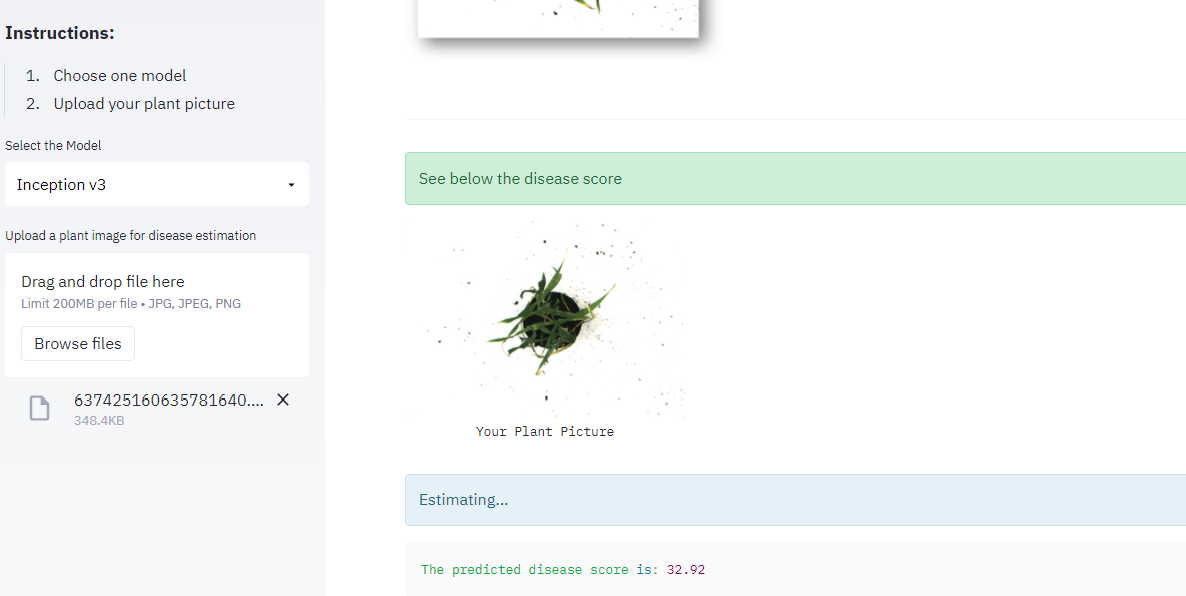 Instructions:
1. Choose one model
2. Upload your plant picture
Select the Model
Inception v3
Upload a plant image for disease estimation
Drag and drop file here
Limit 200MB per file • JPG, JPEG, PNG
Browse files
637425160635781640....
348.4KB
See below the disease score
Your Plant Picture
Estimating...
The predicted disease score is: 32.92